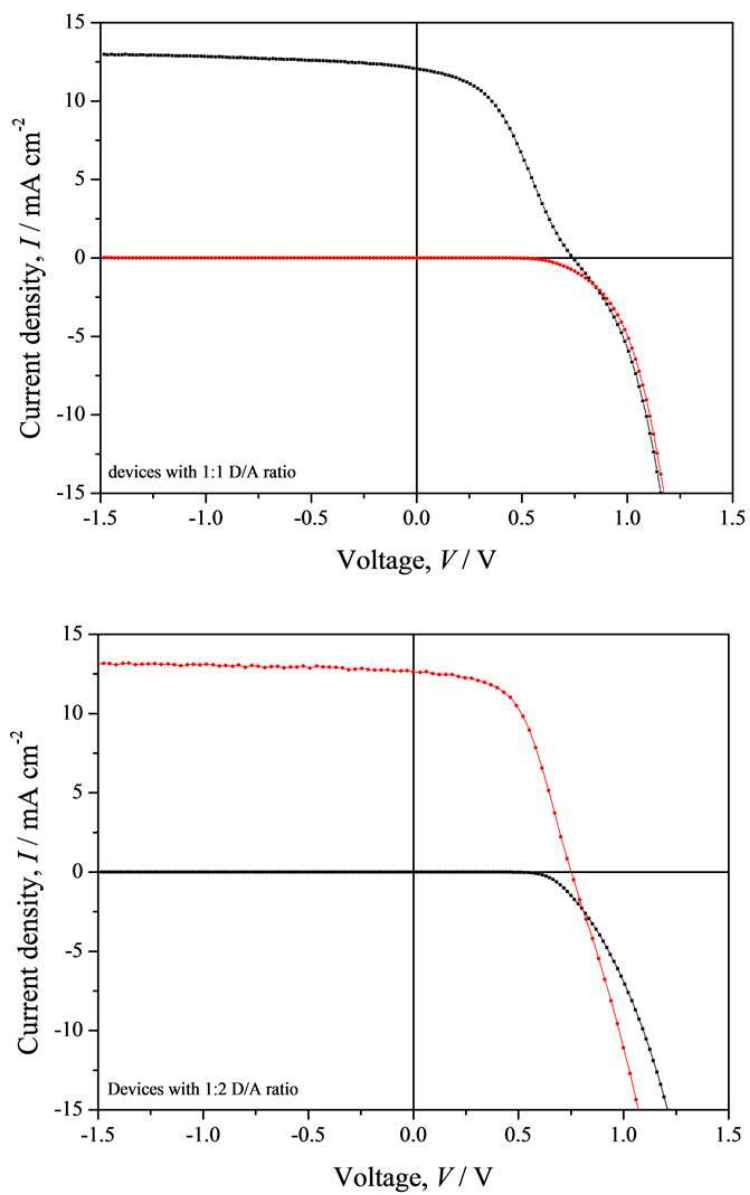 15
10
5
0
-5
-10
-15
Current density, I / mA cm-2
devices with 1:1 D/A ratio
-1.5 -1.0 -0.5 0.0 0.5 1.0 1.5
Voltage, V / V
15
10
5
0
-5
-10
-15
Current density, I / mA cm-2
Devices with 1:2 D/A ratio
-1.5 -1.0 -0.5 0.0 0.5 1.0 1.5
Voltage, V / V